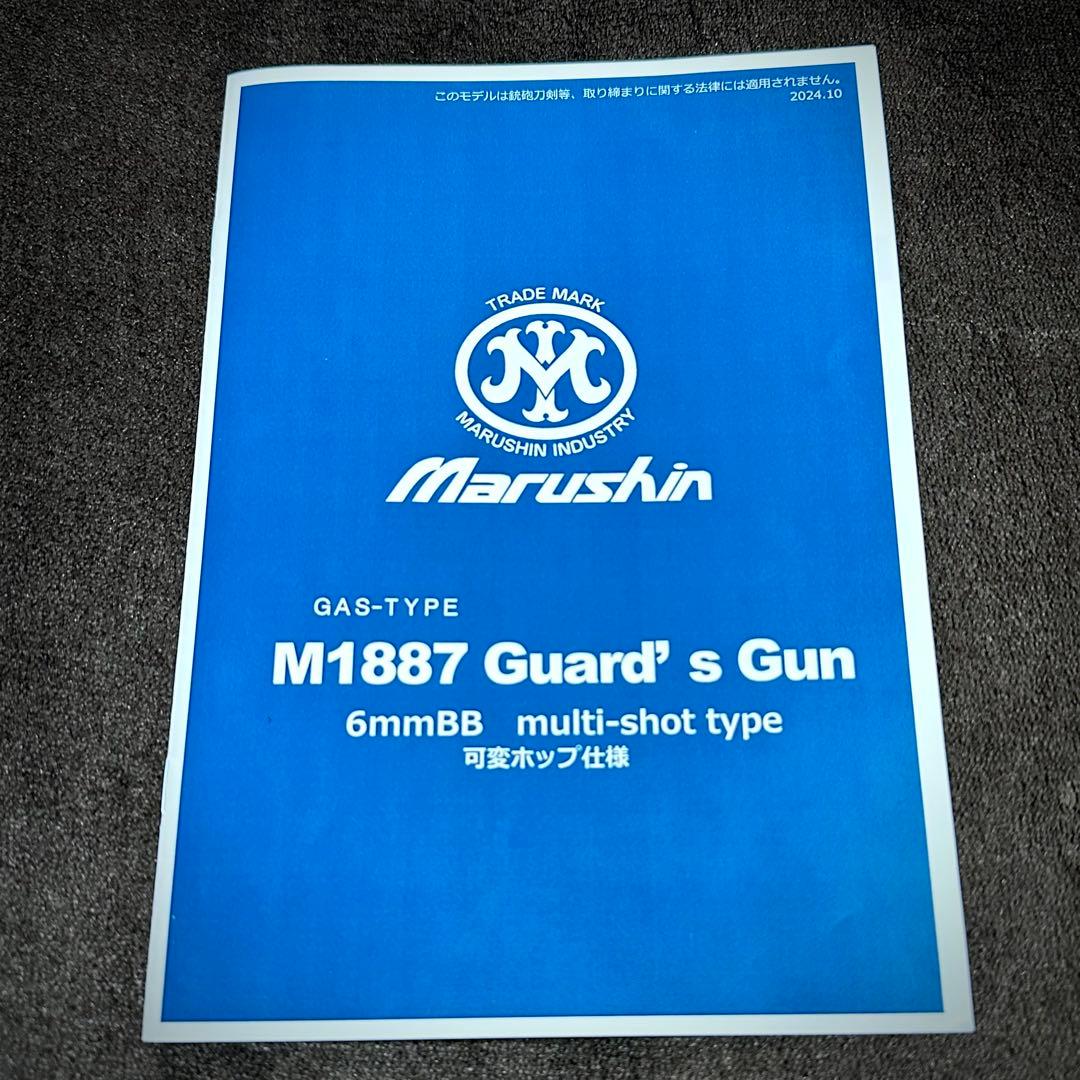 このモデルは銃砲刀剣等、取り締まりに関する法律には適用されません。
2024.10
TRADE MARK
M
MARUSHIN INDUSTRY
Marushin
GAS-TYPE
M1887 Guard’s Gun
6mmBB multi-shot type
可変ホップ仕様